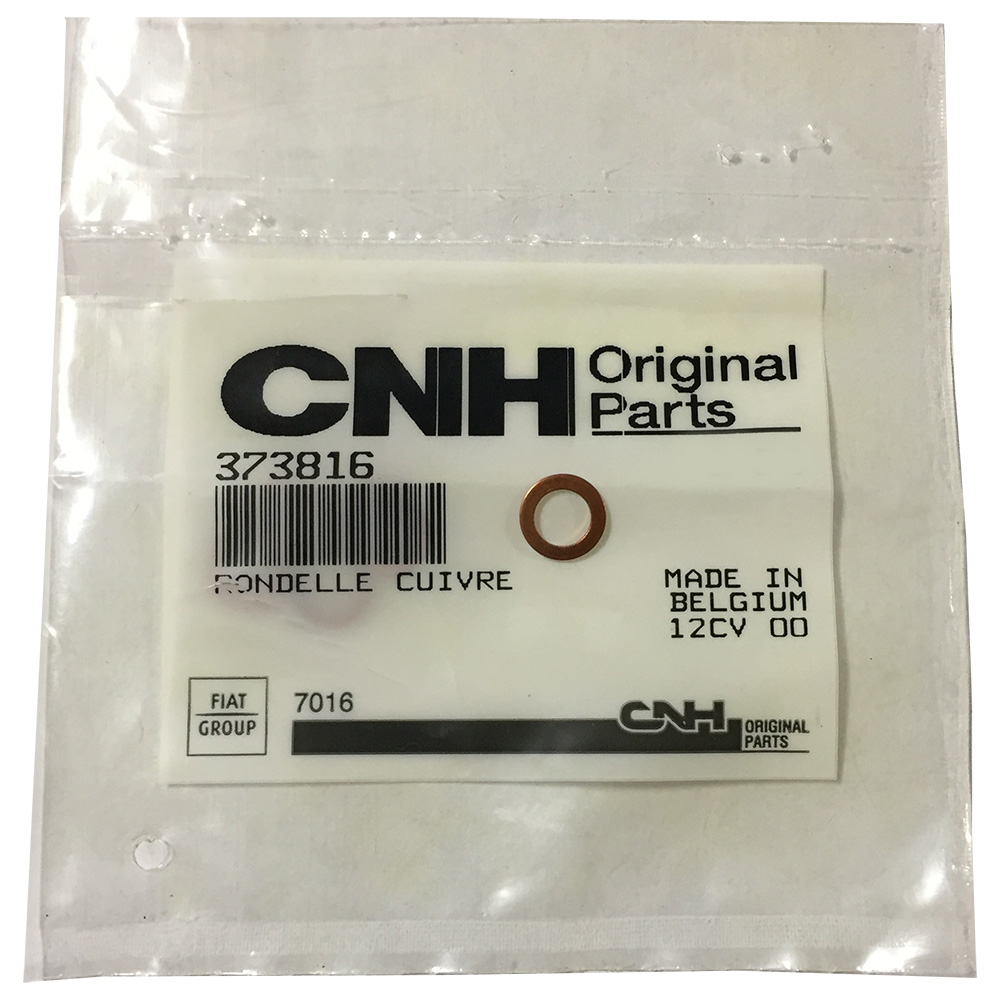 CNH Original
Parts
373816
RONDELLE CUIVRE
MADE IN
BELGIUM
12CV 00
FIAT
GROUP
7016
CNH ORIGINAL
PARTS